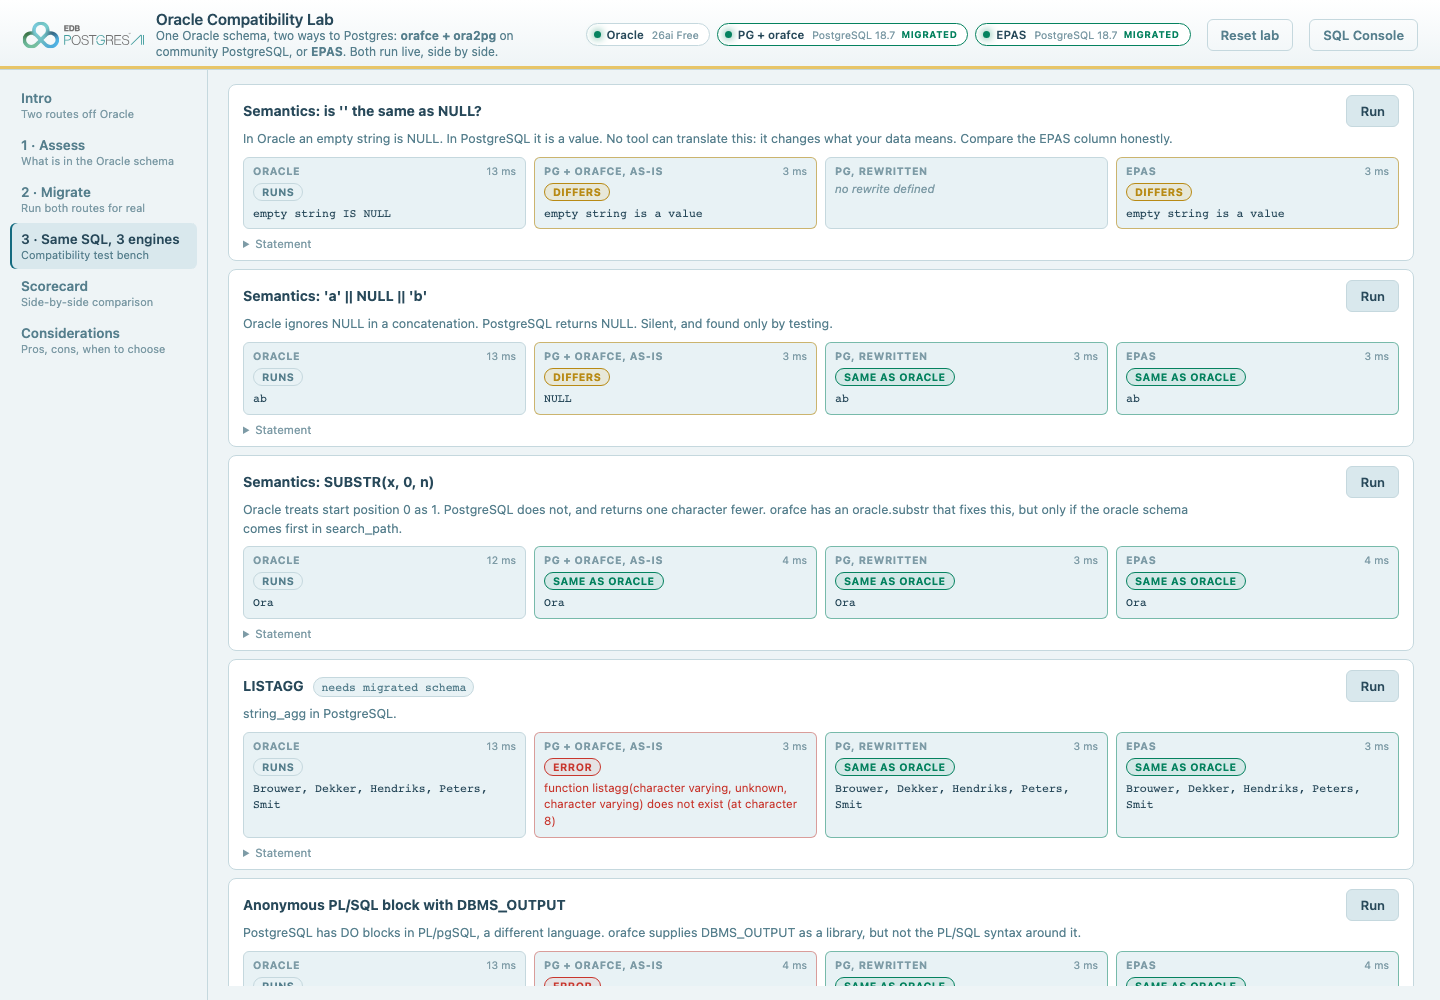 EDB
POSTGRES AI
Oracle Compatibility Lab
One Oracle schema, two ways to Postgres: orafce + ora2pg on
community PostgreSQL, or EPAS. Both run live, side by side.
Oracle 26ai Free
PG + orafce PostgreSQL 18.7 MIGRATED
EPAS PostgreSQL 18.7 MIGRATED
Reset lab
SQL Console
Intro
Two routes off Oracle
1 · Assess
What is in the Oracle schema
2 · Migrate
Run both routes for real
3 · Same SQL, 3 engines
Compatibility test bench
Scorecard
Side-by-side comparison
Considerations
Pros, cons, when to choose
Semantics: is '' the same as NULL?
Run
In Oracle an empty string is NULL. In PostgreSQL it is a value. No tool can translate this: it changes what your data means. Compare the EPAS column honestly.
ORACLE 13 ms
RUNS
empty string IS NULL
PG + ORAFCE, AS-IS 3 ms
DIFFERS
empty string is a value
PG, REWRITTEN
no rewrite defined
EPAS 3 ms
DIFFERS
empty string is a value
Statement
Semantics: 'a' || NULL || 'b'
Run
Oracle ignores NULL in a concatenation. PostgreSQL returns NULL. Silent, and found only by testing.
ORACLE 13 ms
RUNS
ab
PG + ORAFCE, AS-IS 3 ms
DIFFERS
NULL
PG, REWRITTEN 3 ms
SAME AS ORACLE
ab
EPAS 3 ms
SAME AS ORACLE
ab
Statement
Semantics: SUBSTR(x, 0, n)
Run
Oracle treats start position 0 as 1. PostgreSQL does not, and returns one character fewer. orafce has an oracle.substr that fixes this, but only if the oracle schema
comes first in search_path.
ORACLE 12 ms
RUNS
Ora
PG + ORAFCE, AS-IS 4 ms
SAME AS ORACLE
Ora
PG, REWRITTEN 3 ms
SAME AS ORACLE
Ora
EPAS 4 ms
SAME AS ORACLE
Ora
Statement
LISTAGG needs migrated schema
Run
string_agg in PostgreSQL.
ORACLE 13 ms
RUNS
Brouwer, Dekker, Hendriks, Peters,
Smit
PG + ORAFCE, AS-IS 3 ms
ERROR
function listagg(character varying, unknown,
character varying) does not exist (at character
8)
PG, REWRITTEN 3 ms
SAME AS ORACLE
Brouwer, Dekker, Hendriks, Peters,
Smit
EPAS 3 ms
SAME AS ORACLE
Brouwer, Dekker, Hendriks, Peters,
Smit
Statement
Anonymous PL/SQL block with DBMS_OUTPUT
Run
PostgreSQL has DO blocks in PL/pgSQL, a different language. orafce supplies DBMS_OUTPUT as a library, but not the PL/SQL syntax around it.
ORACLE 13 ms
RUNS
PG + ORAFCE, AS-IS 4 ms
ERROR
PG, REWRITTEN 3 ms
SAME AS ORACLE
EPAS 4 ms
SAME AS ORACLE